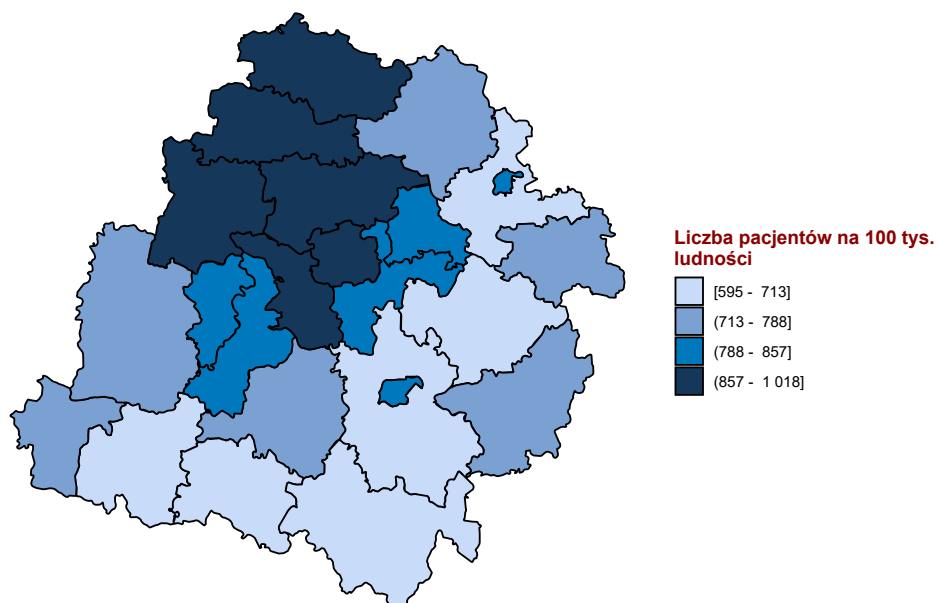 Liczba pacjentów na 100 tys.
ludności
[595 - 713]
(713 - 788]
(788 - 857]
(857 - 1 018]